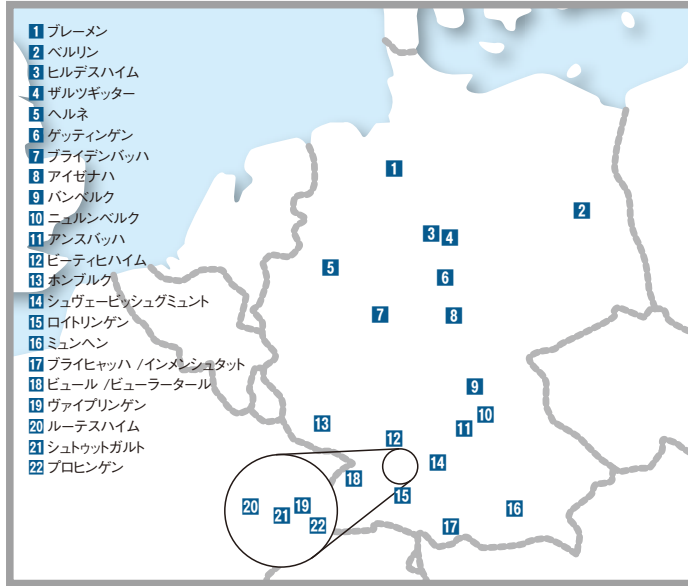 1 ブレーメン
2 ベルリン
3 ヒルデスハイム
4 ザルツギッター
5 ヘルネ
6 ゲッティンゲン
7 ブライデンバッハ
8 アイゼナハ
9 バンベルク
10 ニュルンベルク
11 アンスバッハ
12 ビーティヒハイム
13 ホンブルク
14 シュヴェービッシュグミュント
15 ロイトリンゲン
16 ミュンヘン
17 ブライヒャッハ /インメンシュタット
18 ビュール /ビューラータール
19 ヴァイブリンゲン
20 ルーテスハイム
21 シュトゥットガルト
22 プロヒンゲン
1
2
3 4
5
6
7 8
9
10
11
13
12
14
18
15
16
17
20 19
21
22